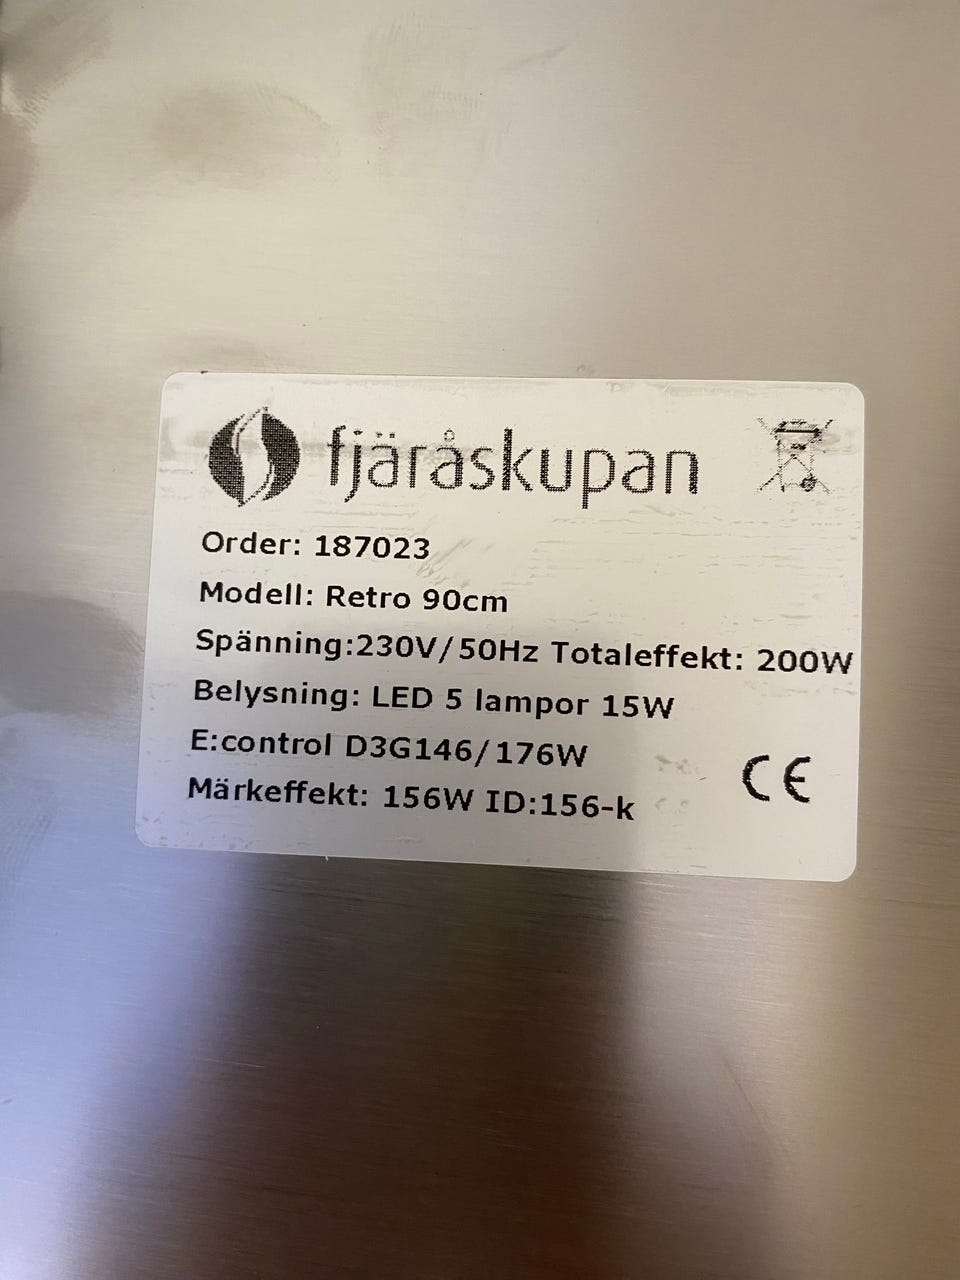 fjäråskupan
Order: 187023
Modell: Retro 90cm
Spänning:230V/50Hz Totaleffekt: 200W
Belysning: LED 5 lampor 15W
E:control D3G146/176W
Märkeffekt: 156W ID:156-k
CE